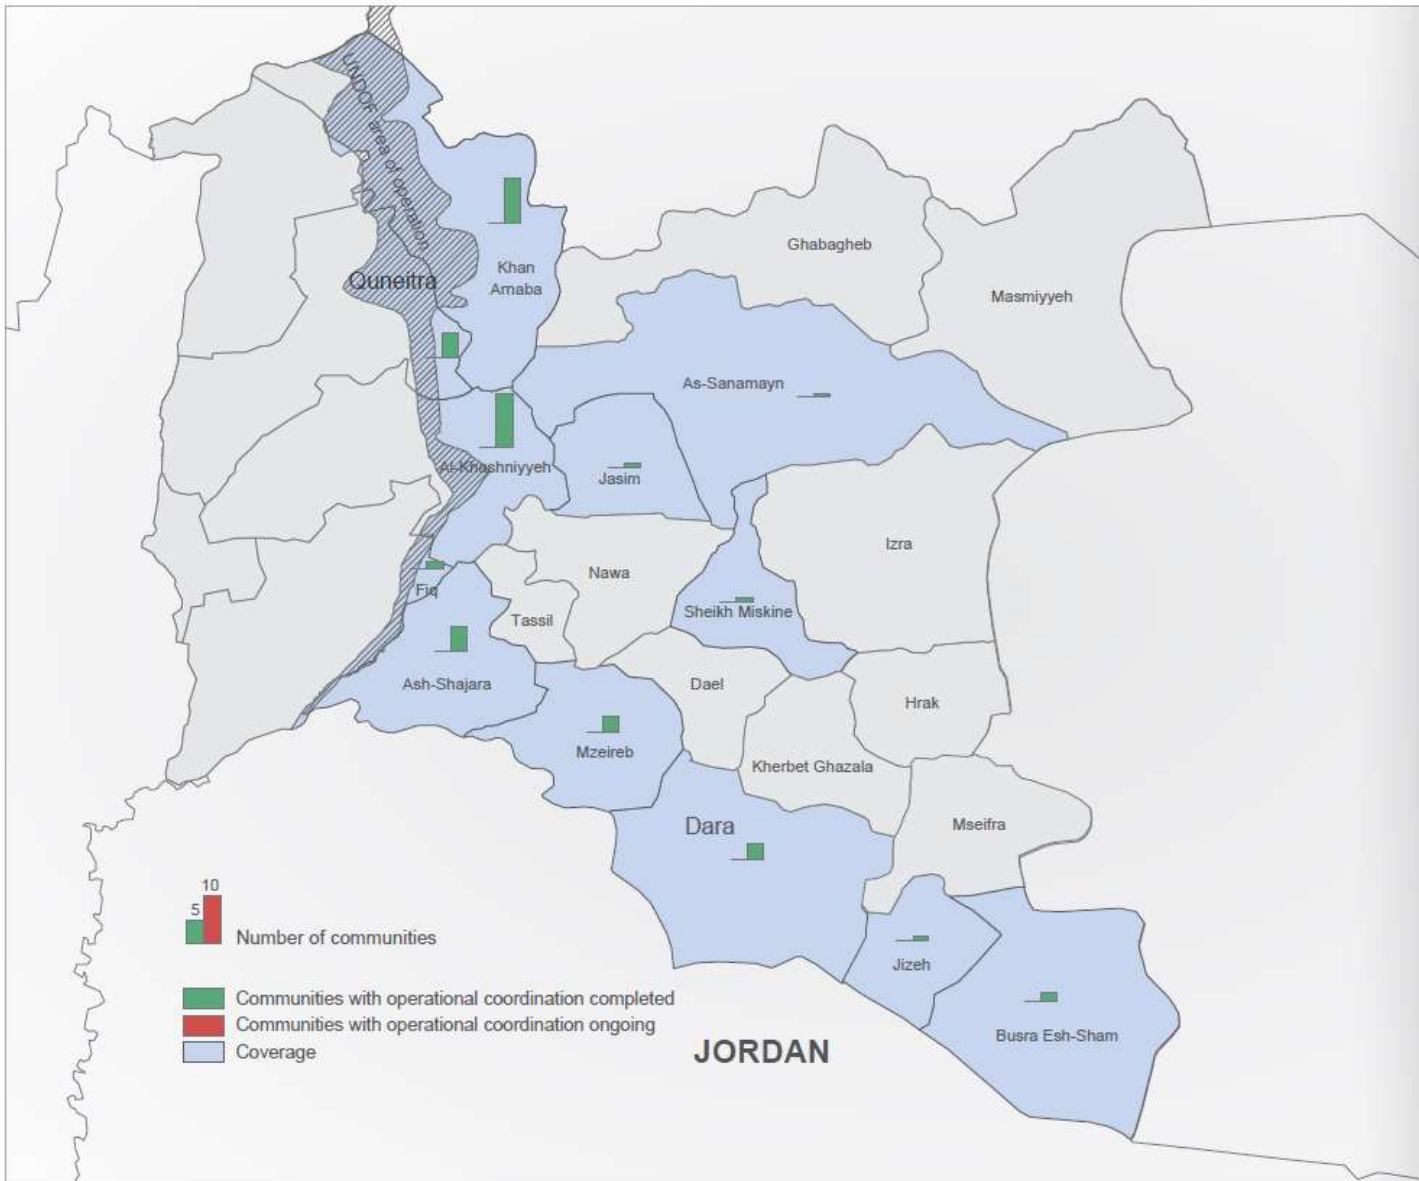 UNDOF area of operation
Ghabagheb
Khan
Arnaba
Quneitra
Masmiyyeh
As-Sanamayn
Al-Khashniyyeh
Jasim
Izra
Nawa
Fiq
Tassil
Sheikh Miskine
Ash-Shajara
Dael
Hrak
Mzeireb
Kherbet Ghazala
Dara
Mseifra
10
5
Number of communities
Jizeh
Communities with operational coordination completed
Communities with operational coordination ongoing
Coverage
JORDAN
Busra Esh-Sham